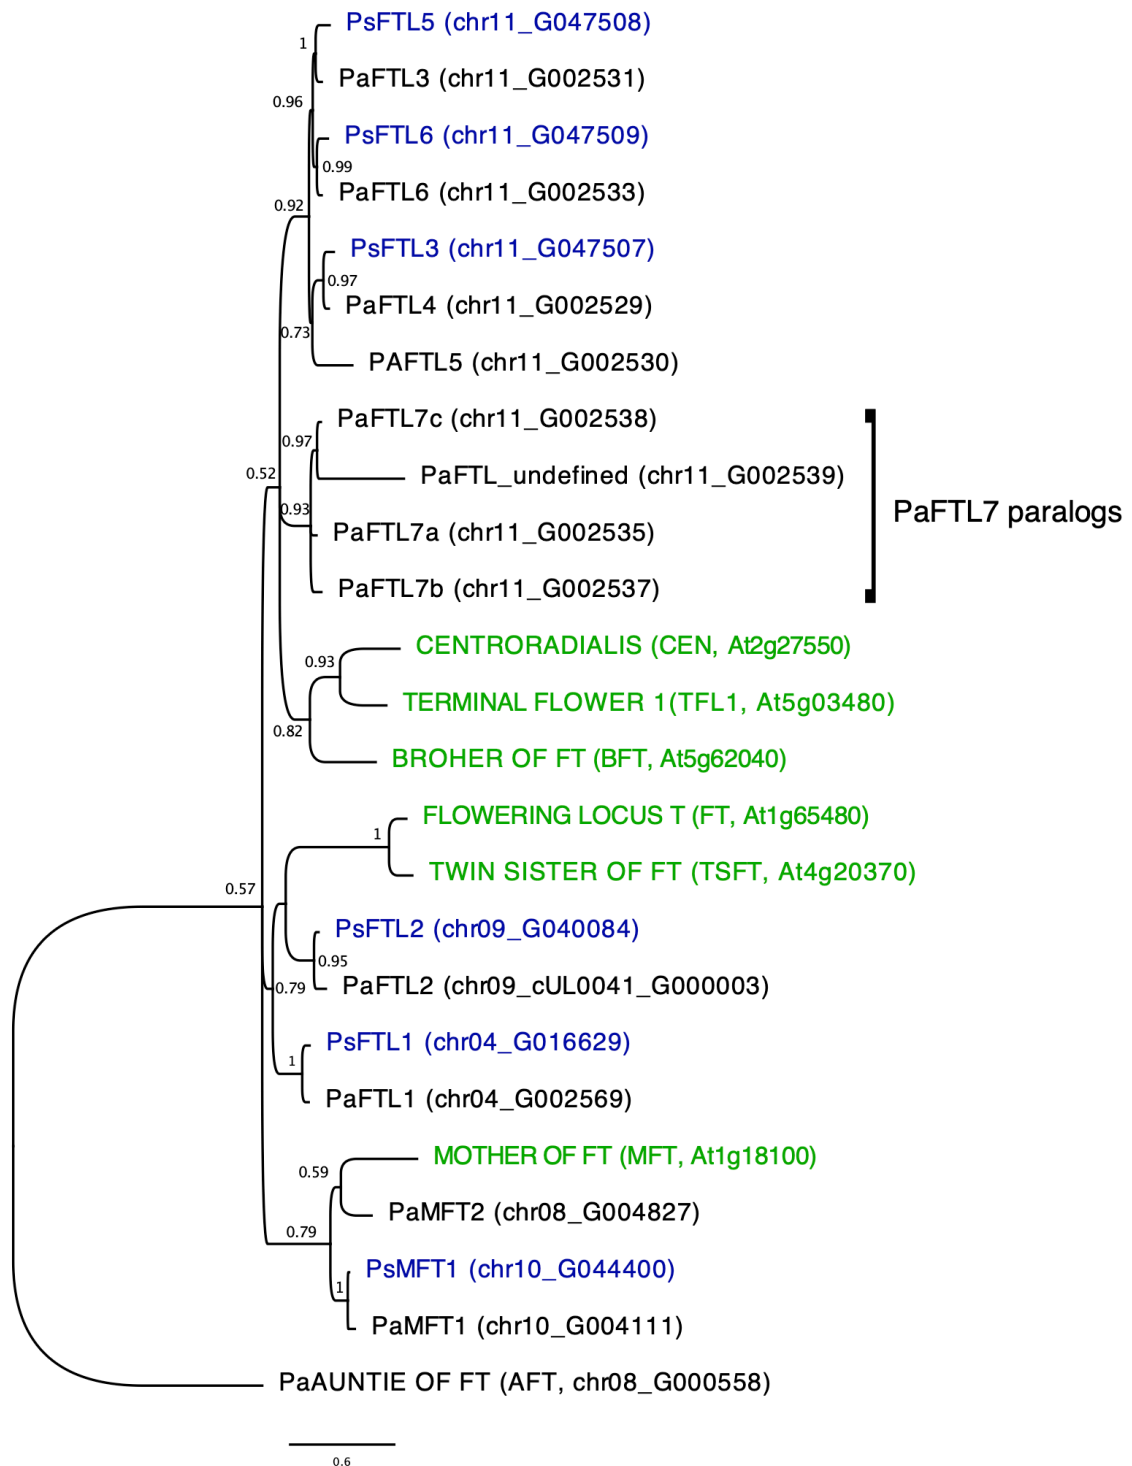 PsFTL5 (chr11_G047508)
1
PaFTL3 (chr11_G002531)
0.96
PsFTL6 (chr11_G047509)
0.99
PaFTL6 (chr11_G002533)
0.92
PsFTL3 (chr11_G047507)
0.97
PaFTL4 (chr11_G002529)
0.73
PAFTL5 (chr11_G002530)
PaFTL7c (chr11_G002538)
0.97
0.52
PaFTL_undefined (chr11_G002539)
0.93
PaFTL7 paralogs
PaFTL7a (chr11_G002535)
PaFTL7b (chr11_G002537)
CENTRORADIALIS (CEN, At2g27550)
0.93
TERMINAL FLOWER 1(TFL1, At5g03480)
0.82
BROHER OF FT (BFT, At5g62040)
FLOWERING LOCUS T (FT, At1g65480)
1
TWIN SISTER OF FT (TSFT, At4g20370)
0.57
PsFTL2 (chr09_G040084)
0.95
PaFTL2 (chr09_cUL0041_G000003)
0.79
PsFTL1 (chr04_G016629)
1
PaFTL1 (chr04_G002569)
MOTHER OF FT (MFT, At1g18100)
0.59
PaMFT2 (chr08_G004827)
0.79
PsMFT1 (chr10_G044400)
1
PaMFT1 (chr10_G004111)
PaAUNTIE OF FT (AFT, chr08_G000558)
0.6